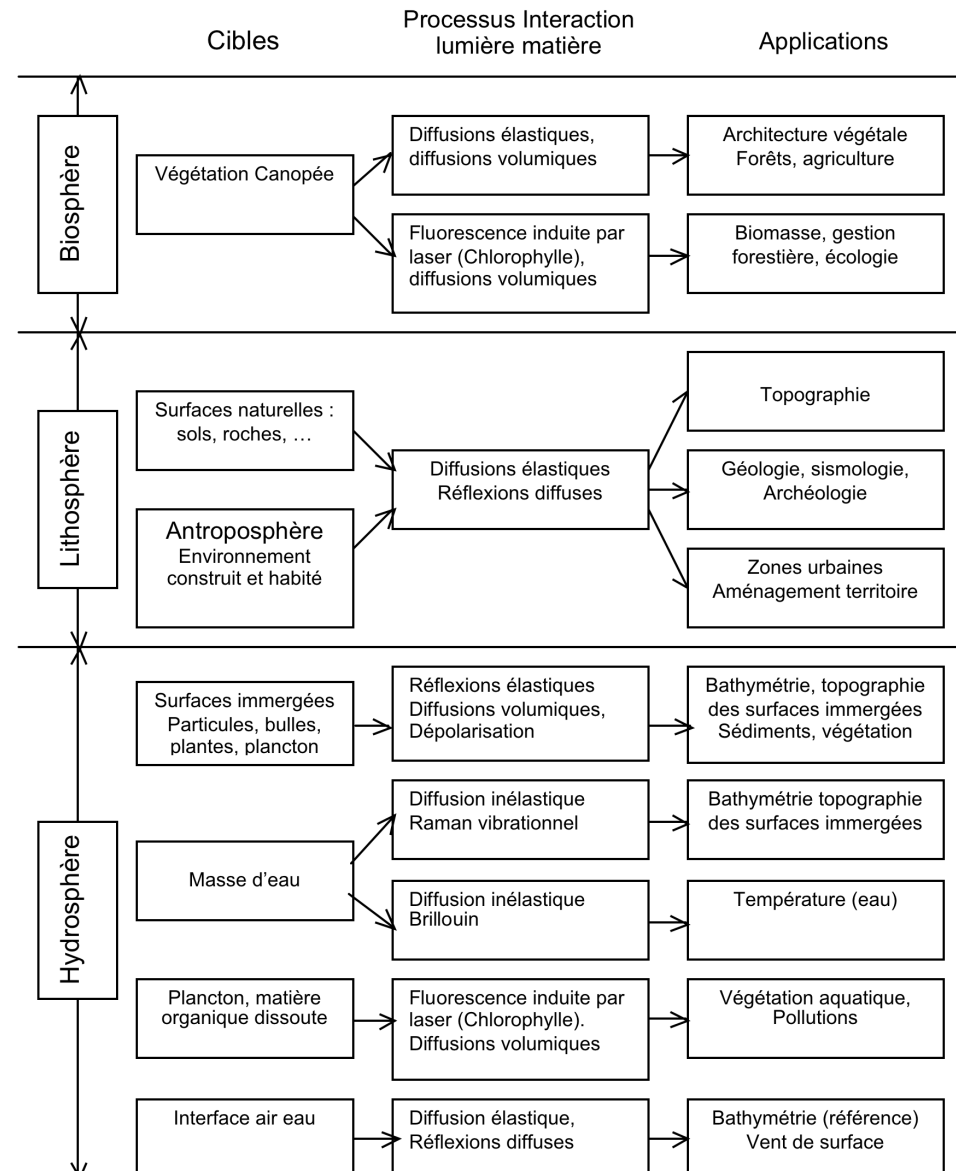 Cibles
Processus Interaction
lumière matière
Applications
Biosphère
Végétation Canopée
Diffusions élastiques,
diffusions volumiques
Architecture végétale
Forêts, agriculture
Fluorescence induite par
laser (Chlorophylle),
diffusions volumiques
Biomasse, gestion
forestière, écologie
Lithosphère
Surfaces naturelles :
sols, roches, …
Antroposphère
Environnement
construit et habité
Diffusions élastiques
Réflexions diffuses
Topographie
Géologie, sismologie,
Archéologie
Zones urbaines
Aménagement territoire
Hydrosphère
Surfaces immergées
Particules, bulles,
plantes, plancton
Réflexions élastiques
Diffusions volumiques,
Dépolarisation
Bathymétrie, topographie
des surfaces immergées
Sédiments, végétation
Masse d’eau
Diffusion inélastique
Raman vibrationnel
Bathymétrie topographie
des surfaces immergées
Diffusion inélastique
Brillouin
Température (eau)
Plancton, matière
organique dissoute
Fluorescence induite par
laser (Chlorophylle).
Diffusions volumiques
Végétation aquatique,
Pollutions
Interface air eau
Diffusion élastique,
Réflexions diffuses
Bathymétrie (référence)
Vent de surface